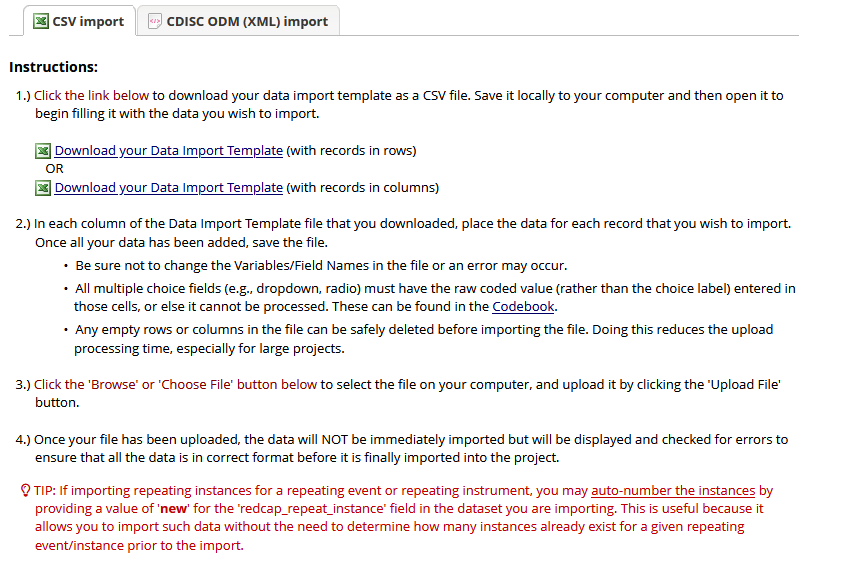 CSV import
CDISC ODM (XML) import
Instructions:
1.) Click the link below to download your data import template as a CSV file. Save it locally to your computer and then open it to
begin filling it with the data you wish to import.
Download your Data Import Template (with records in rows)
OR
Download your Data Import Template (with records in columns)
2.) In each column of the Data Import Template file that you downloaded, place the data for each record that you wish to import.
Once all your data has been added, save the file.
• Be sure not to change the Variables/Field Names in the file or an error may occur.
• All multiple choice fields (e.g., dropdown, radio) must have the raw coded value (rather than the choice label) entered in
those cells, or else it cannot be processed. These can be found in the Codebook.
• Any empty rows or columns in the file can be safely deleted before importing the file. Doing this reduces the upload
processing time, especially for large projects.
3.) Click the 'Browse' or 'Choose File' button below to select the file on your computer, and upload it by clicking the 'Upload File'
button.
4.) Once your file has been uploaded, the data will NOT be immediately imported but will be displayed and checked for errors to
ensure that all the data is in correct format before it is finally imported into the project.
TIP: If importing repeating instances for a repeating event or repeating instrument, you may auto-number the instances by
providing a value of 'new' for the 'redcap_repeat_instance' field in the dataset you are importing. This is useful because it
allows you to import such data without the need to determine how many instances already exist for a given repeating
event/instance prior to the import.